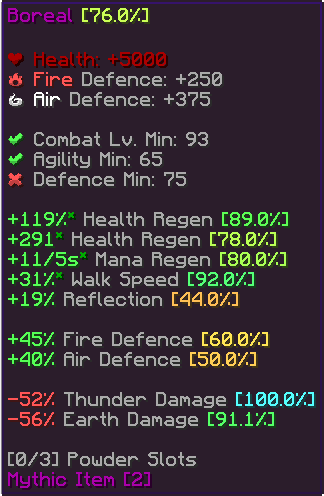 Boreal [76.0%]
Health: +5000
Fire Defence: +250
Air Defence: +375
Combat Lv. Min: 93
Agility Min: 65
Defence Min: 75
+119%* Health Regen [89.0%]
+291* Health Regen [78.0%]
+11/5s* Mana Regen [80.0%]
+31%* Walk Speed [92.0%]
+19% Reflection [44.0%]
+45% Fire Defence [60.0%]
+40% Air Defence [50.0%]
-52% Thunder Damage [100.0%]
-56% Earth Damage [91.1%]
[0/3] Powder Slots
Mythic Item [2]